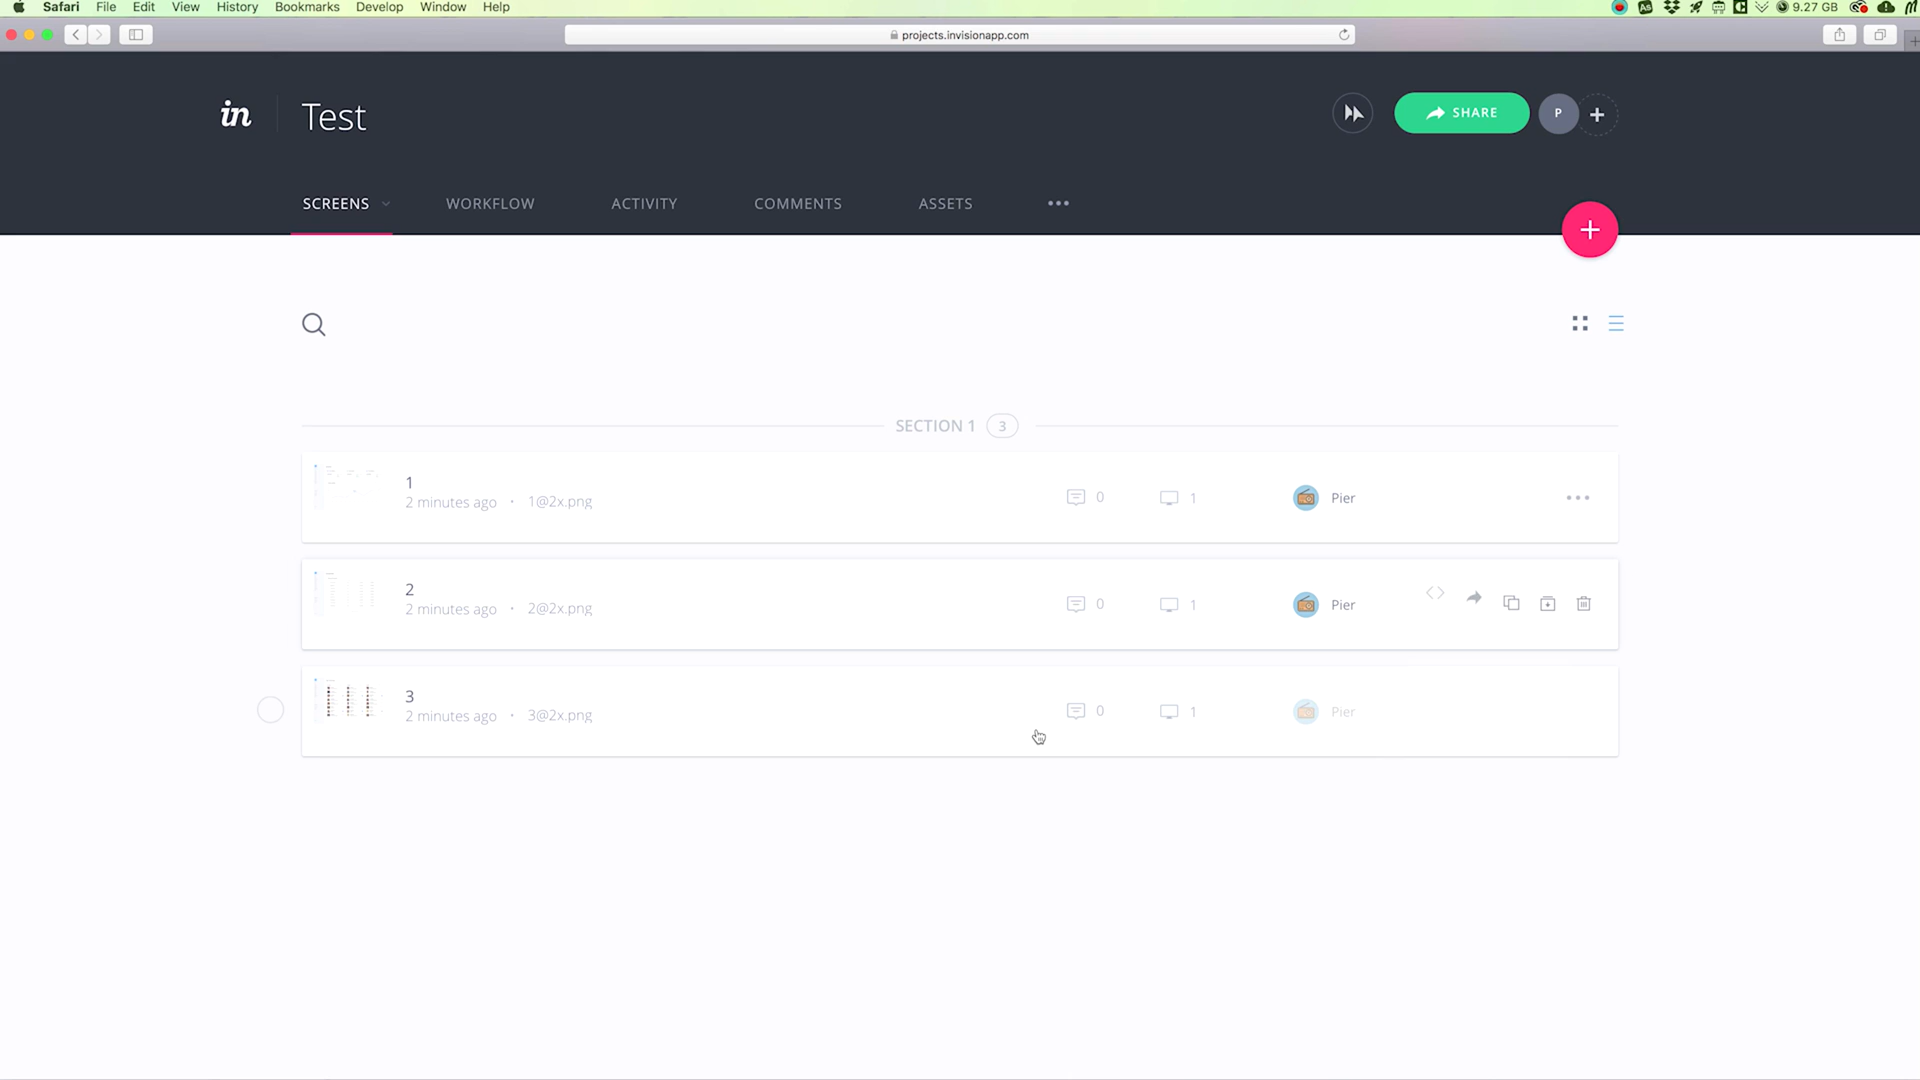 Safari File Edit View History Bookmarks Develop Window Help 9.27 GB
projects.invisionapp.com
in Test SHARE P
SCREENS WORKFLOW ACTIVITY COMMENTS ASSETS
SECTION 1 3
1
2 minutes ago • 1@2x.png 0 1 Pier
2
2 minutes ago • 2@2x.png 0 1 Pier
3
2 minutes ago • 3@2x.png 0 1 Pier